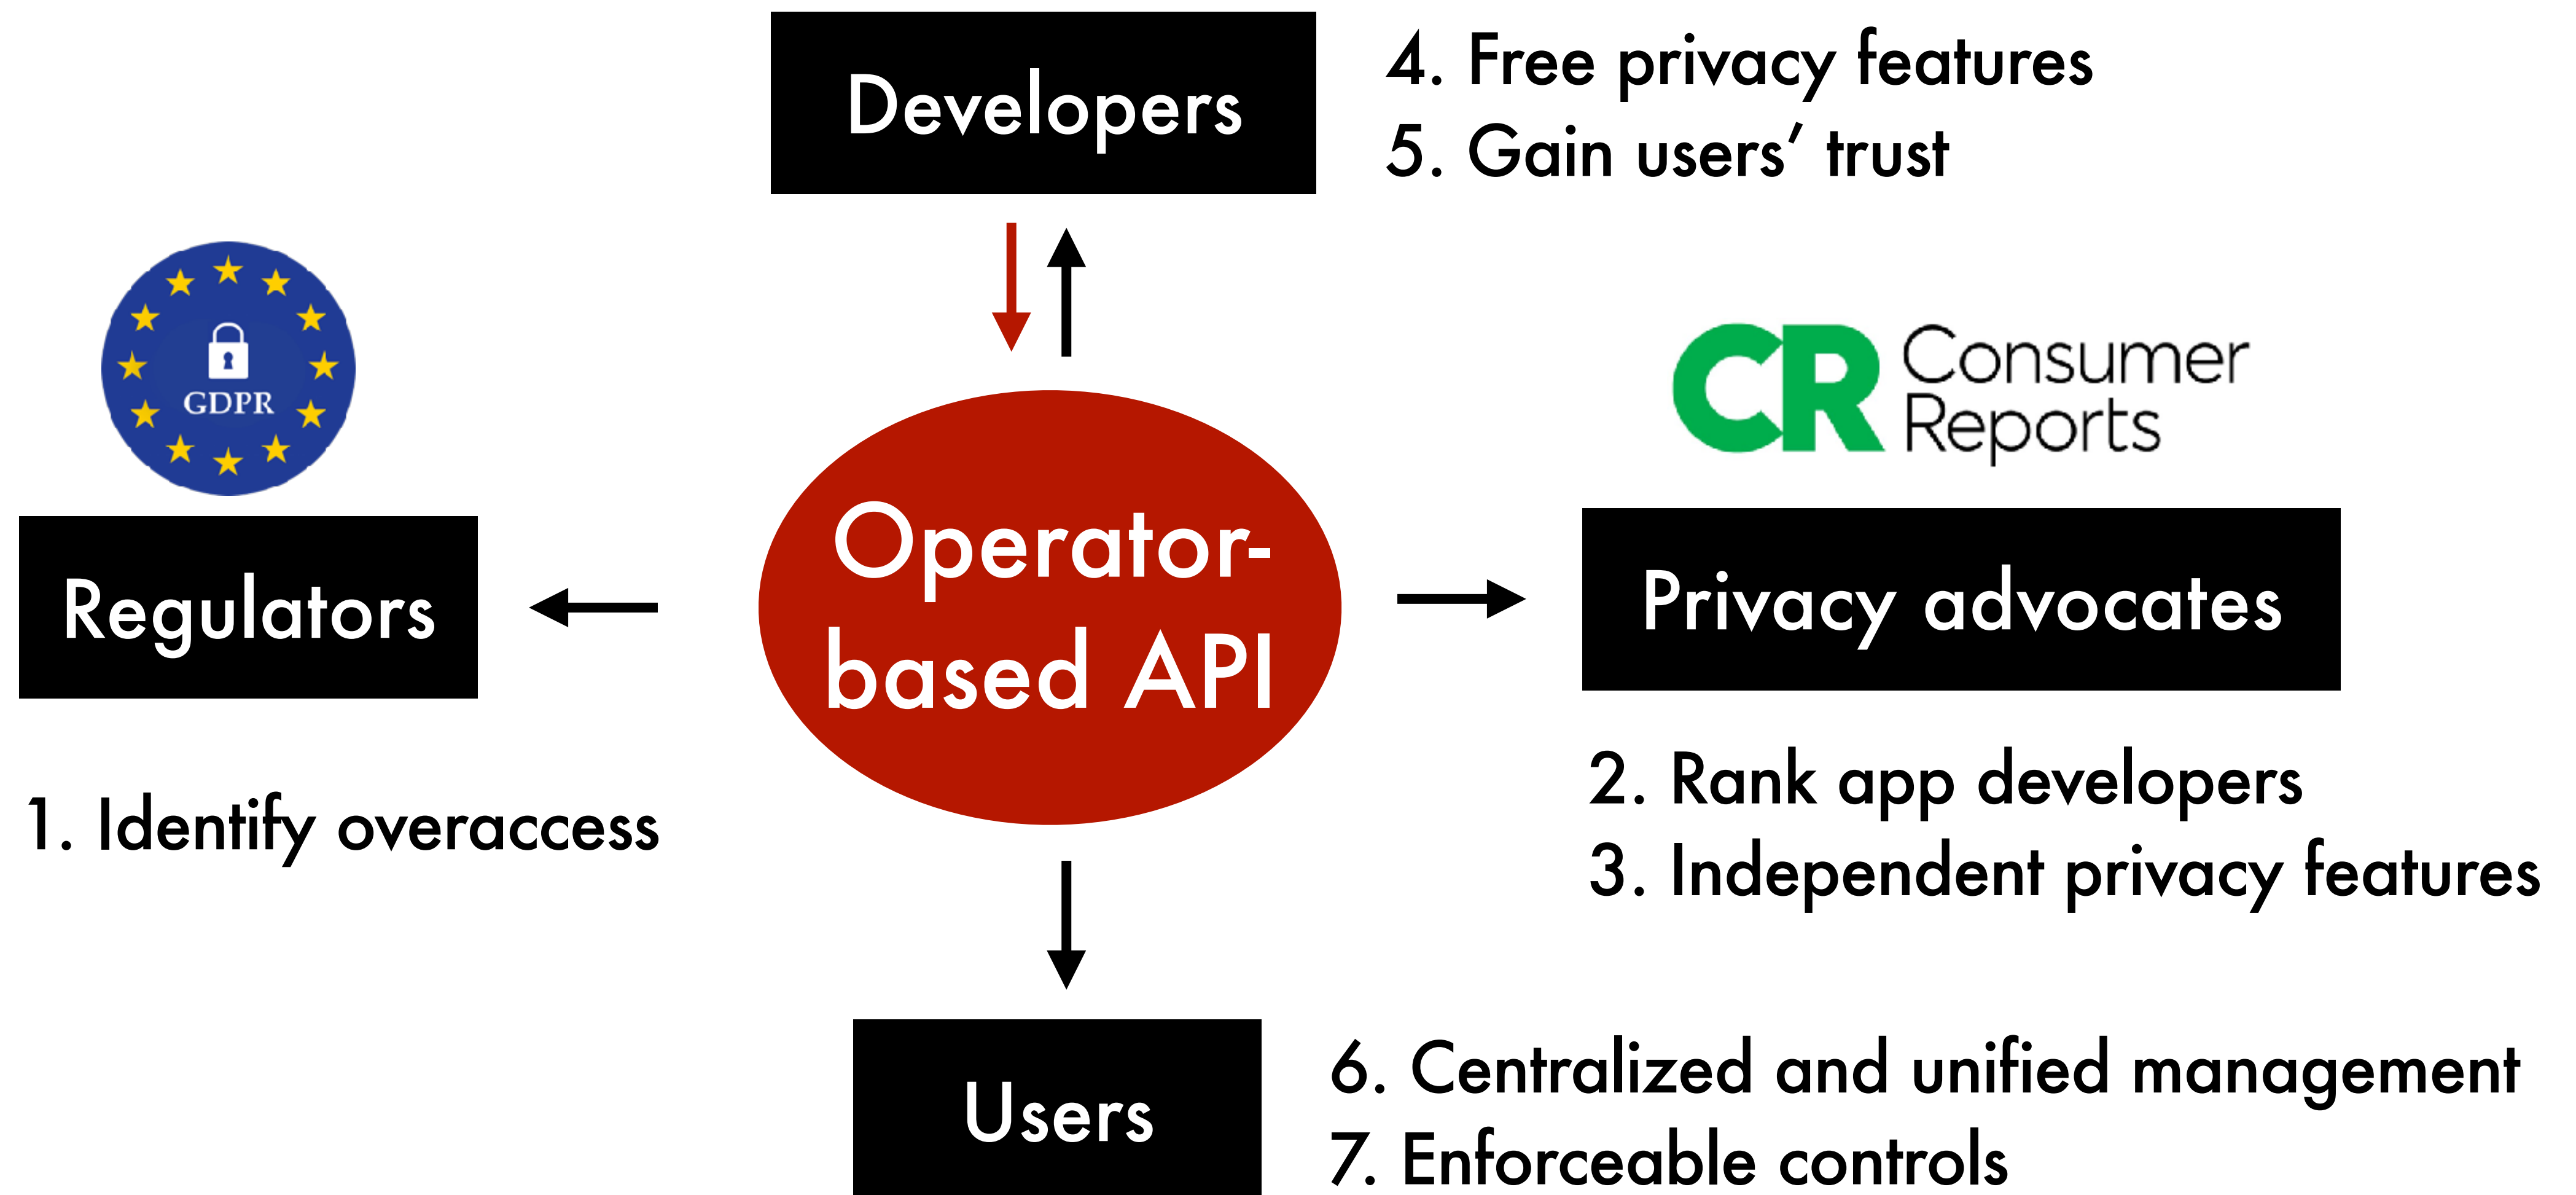 Developers
4. Free privacy features
5. Gain users’ trust
GDPR
CR Consumer
Reports
Operator-
based API
Regulators
Privacy advocates
1. Identify overaccess
2. Rank app developers
3. Independent privacy features
Users
6. Centralized and unified management
7. Enforceable controls